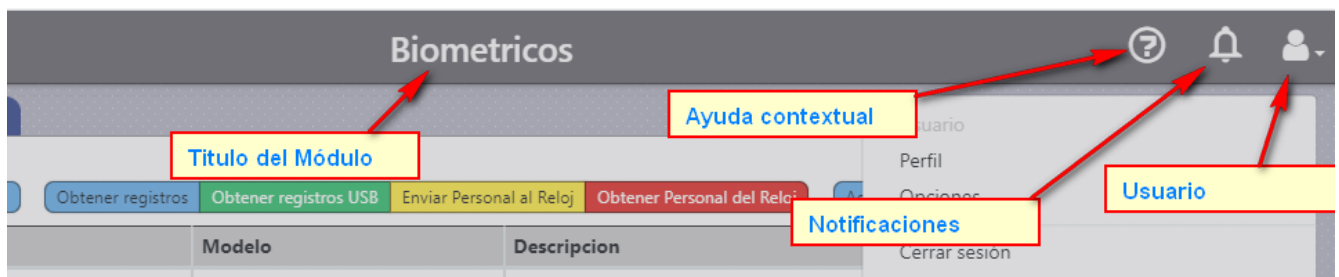 Biometricos
Ayuda contextual
Titulo del Módulo
Perfil
Opciones
Usuario
Obtener registros
Obtener registros USB
Enviar Personal al Reloj
Obtener Personal del Reloj
Notificaciones
Modelo
Descripcion
Cerrar sesión